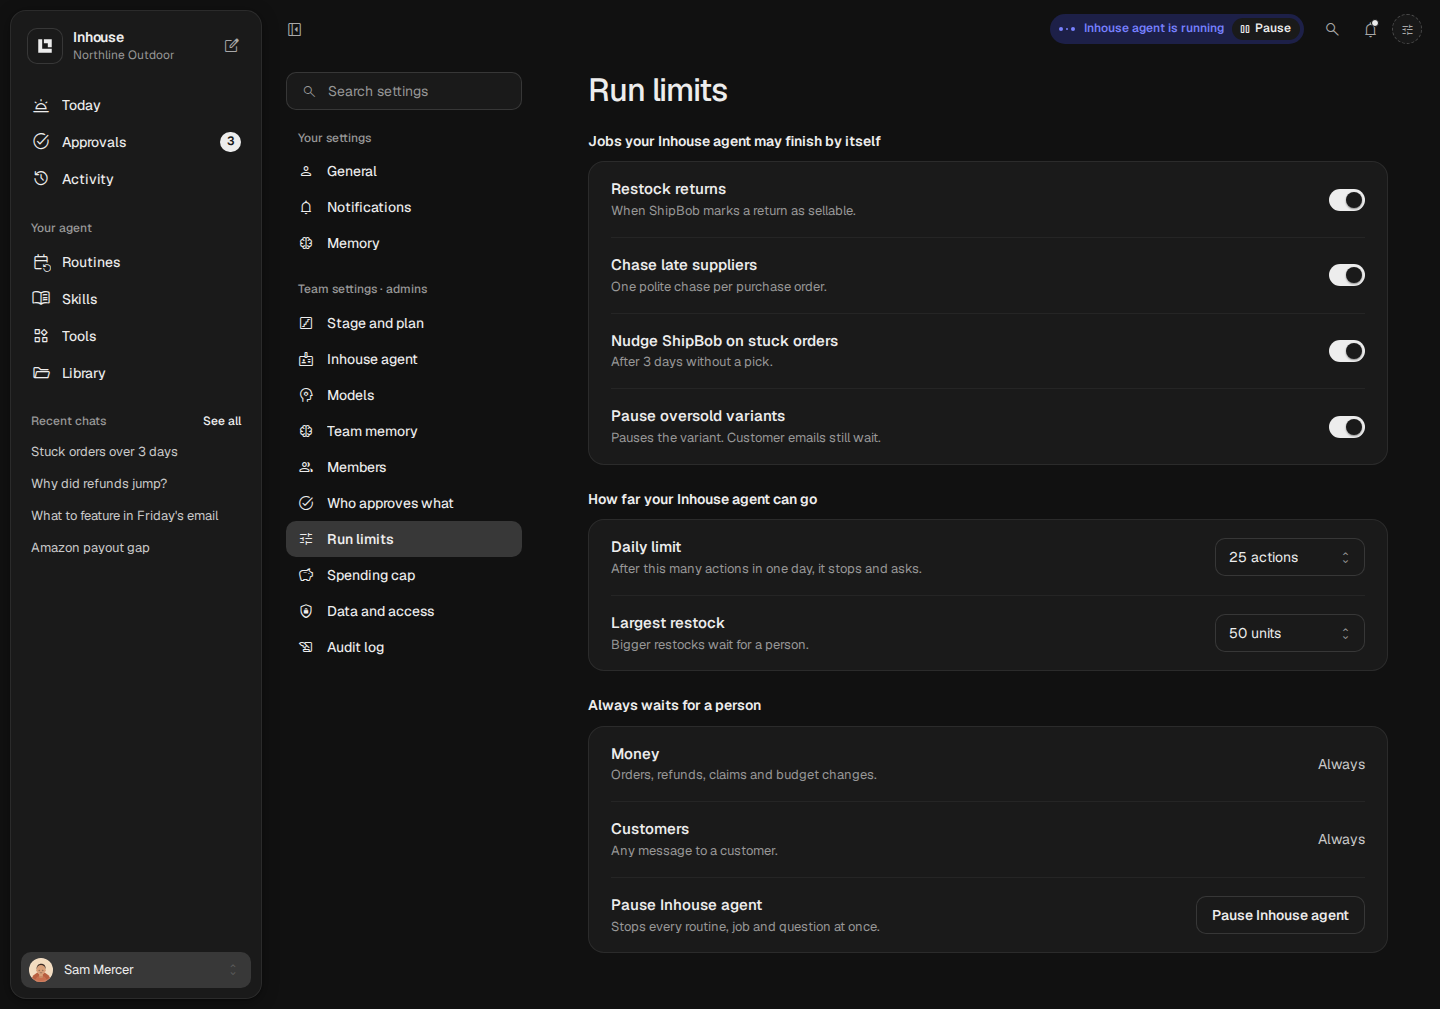 Inhouse
Northline Outdoor
Today
Approvals
3
Activity
Your agent
Routines
Skills
Tools
Library
Recent chats
See all
Stuck orders over 3 days
Why did refunds jump?
What to feature in Friday's email
Amazon payout gap
Sam Mercer
Search settings
Your settings
General
Notifications
Memory
Team settings · admins
Stage and plan
Inhouse agent
Models
Team memory
Members
Who approves what
Run limits
Spending cap
Data and access
Audit log
Inhouse agent is running
Pause
Run limits
Jobs your Inhouse agent may finish by itself
Restock returns
When ShipBob marks a return as sellable.
Chase late suppliers
One polite chase per purchase order.
Nudge ShipBob on stuck orders
After 3 days without a pick.
Pause oversold variants
Pauses the variant. Customer emails still wait.
How far your Inhouse agent can go
Daily limit
After this many actions in one day, it stops and asks.
25 actions
Largest restock
Bigger restocks wait for a person.
50 units
Always waits for a person
Money
Orders, refunds, claims and budget changes.
Always
Customers
Any message to a customer.
Always
Pause Inhouse agent
Stops every routine, job and question at once.
Pause Inhouse agent